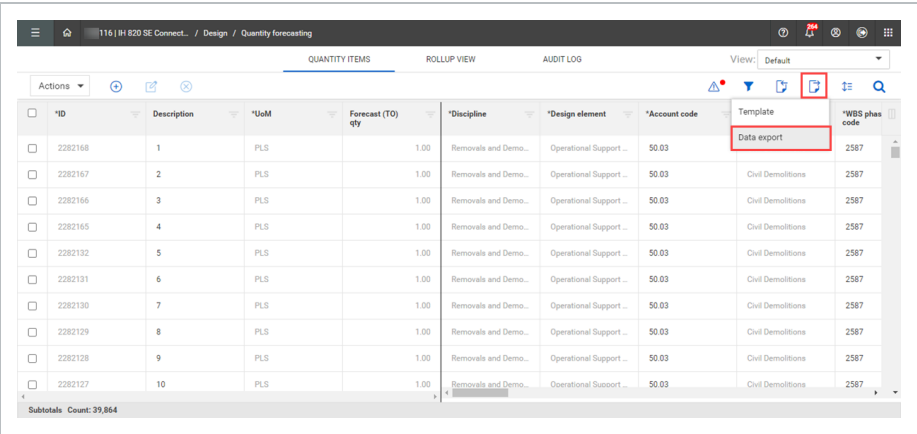 116 | IH 820 SE Connect... / Design / Quantity forecasting
264
QUANTITY ITEMS ROLLUP VIEW AUDIT LOG View: Default
Actions
*ID Description *UoM Forecast (TO) qty *Discipline *Design element *Account code *WBS phas code
Template
Data export
2282168 1 PLS 1.00 Removals and Demo... Operational Support ... 50.03 Civil Demolitions 2587
2282167 2 PLS 1.00 Removals and Demo... Operational Support ... 50.03 Civil Demolitions 2587
2282166 3 PLS 1.00 Removals and Demo... Operational Support ... 50.03 Civil Demolitions 2587
2282165 4 PLS 1.00 Removals and Demo... Operational Support ... 50.03 Civil Demolitions 2587
2282132 5 PLS 1.00 Removals and Demo... Operational Support ... 50.03 Civil Demolitions 2587
2282131 6 PLS 1.00 Removals and Demo... Operational Support ... 50.03 Civil Demolitions 2587
2282130 7 PLS 1.00 Removals and Demo... Operational Support ... 50.03 Civil Demolitions 2587
2282129 8 PLS 1.00 Removals and Demo... Operational Support ... 50.03 Civil Demolitions 2587
2282128 9 PLS 1.00 Removals and Demo... Operational Support ... 50.03 Civil Demolitions 2587
2282127 10 PLS 1.00 Removals and Demo... Operational Support ... 50.03 Civil Demolitions 2587
Subtotals Count: 39,864